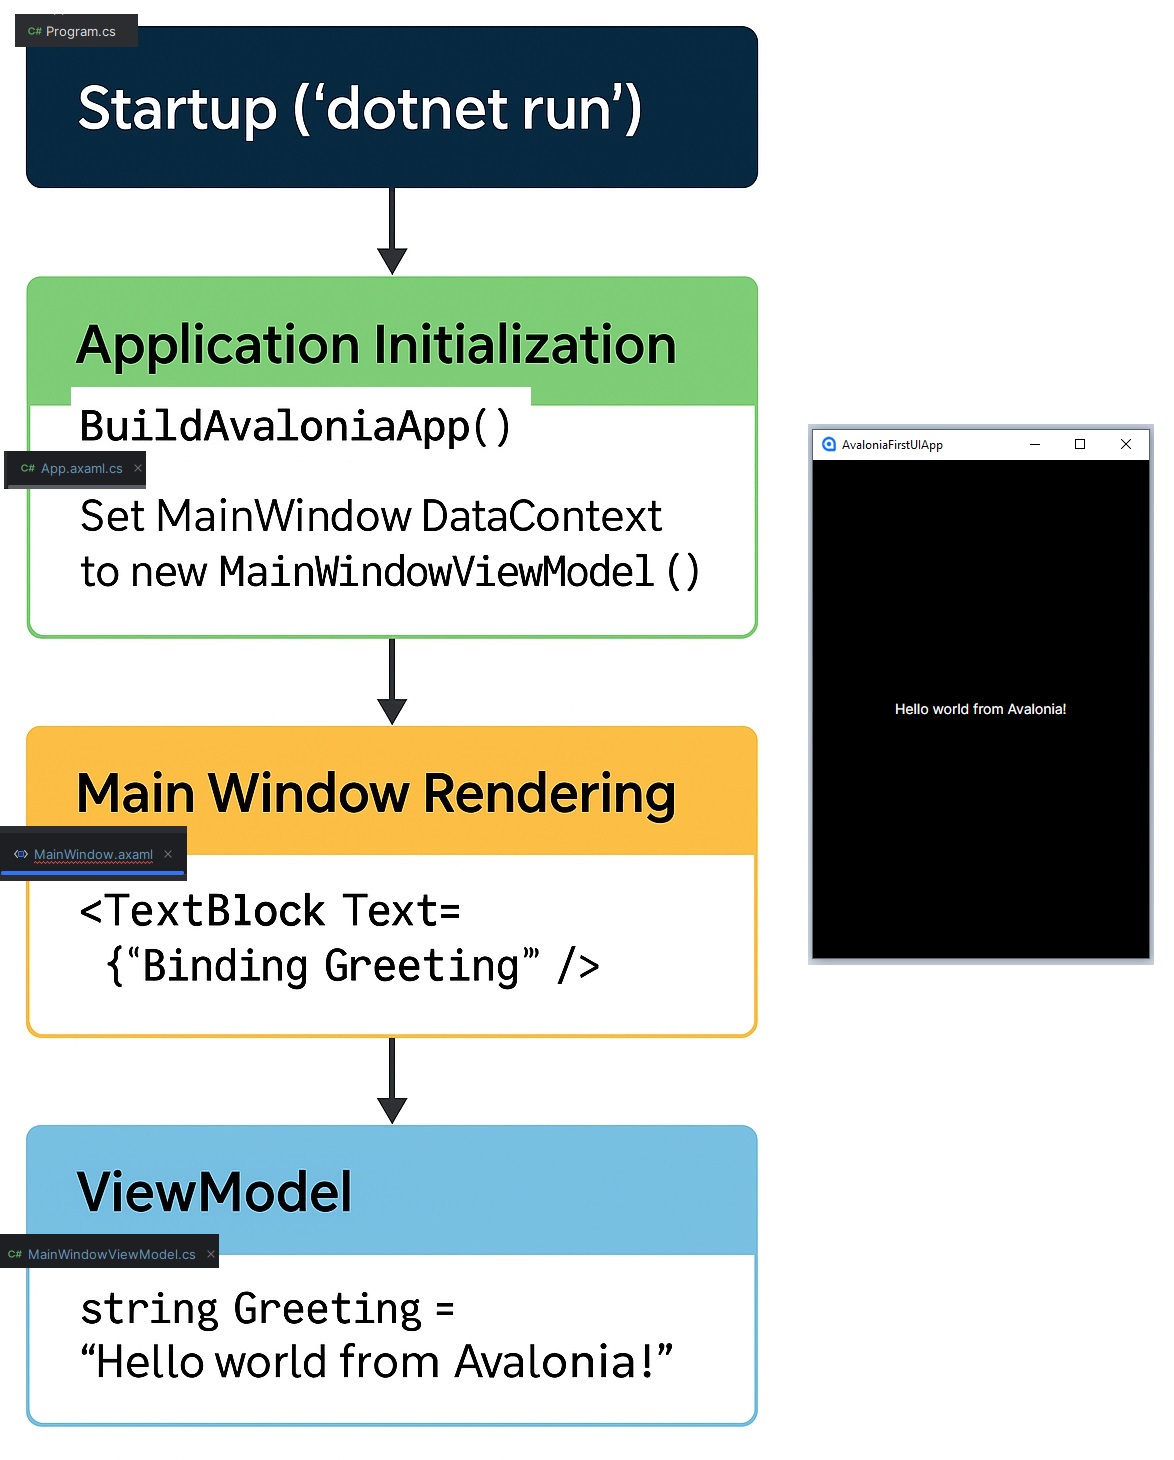 C# Program.cs
Startup (‘dotnet run’)
Application Initialization
BuildAvaloniaApp()
C# App.axaml.cs ×
Set MainWindow DataContext
to new MainWindowViewModel ()
AvaloniaFirstUIApp
Hello world from Avalonia!
Main Window Rendering
MainWindow.axaml ×
<TextBlock Text=
{“Binding Greeting”’ />
ViewModel
C# MainWindowViewModel.cs ×
string Greeting =
“Hello world from Avalonia!”